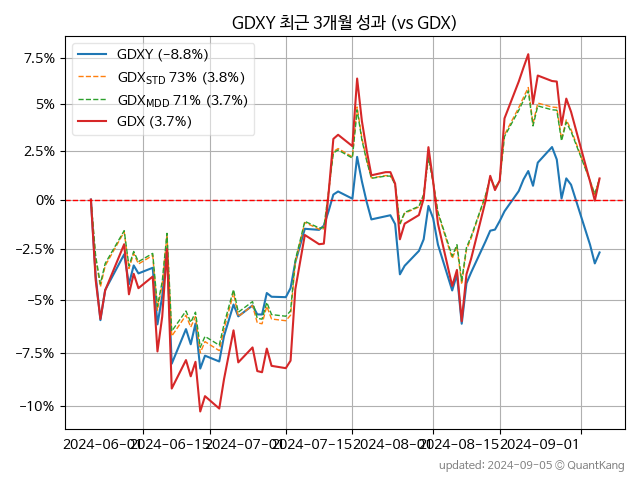 GDXY 최근 3개월 성과 (vs GDX)
GDXY (−8.8%)
GDX_STD 73% (3.8%)
GDX_MDD 71% (3.7%)
GDX (3.7%)
7.5%
5%
2.5%
0%
−2.5%
−5%
−7.5%
−10%
2024-06-01 2024-06-15 2024-07-01 2024-07-15 2024-08-01 2024-08-15 2024-09-01
updated: 2024-09-05 © QuantKang